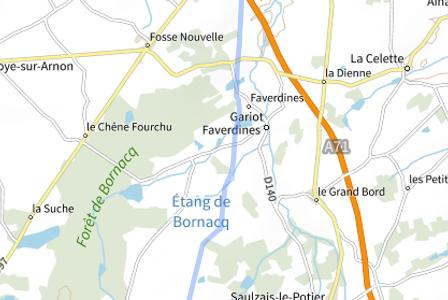 Fosse Nouvelle
La Celette
oye-sur-Arnon
la Dienne
Faverdines
Gariot
Faverdines
le Chêne Fourchu
A71
Forêt de Bornacq
D140
les Petit
le Grand Bord
Étang de
Bornacq
la Suche
97
Saulzais-le-Potier